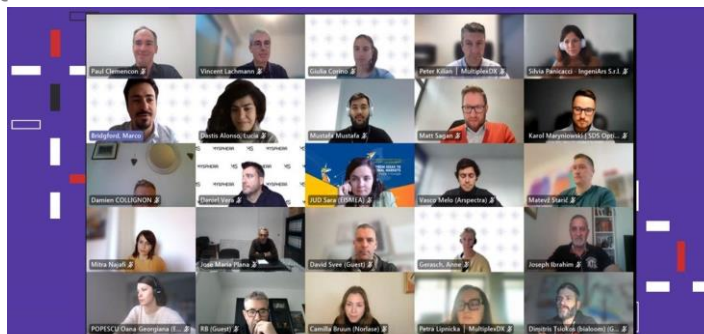 Paul Clemencon
Vincent Lachmann
Giulia Corino
Peter Kilian | MultiplexDX
Silvia Panicacci - IngeniArs S.r.l.
Bridgford, Marco
Dastis Alonso, Lucia
Mustafa Mustafa
Matt Sagan
Karol Maryniowski | SDS Opti...
Damien COLLIGNON
Daniel Vera
JUD Sara (EISMEA)
Vasco Melo (Arspectra)
Matevž Starič
Mitra Najafi
Jose Maria Plana
David Syee (Guest)
Gerasch, Anne
Joseph Ibrahim
POPESCU Oana Georgiana (E...
RB (Guest)
Camilla Bruun (Norlase)
Petra Lipnicka | MultiplexDX
Dimitris Tsiokos (bialoom) (G...